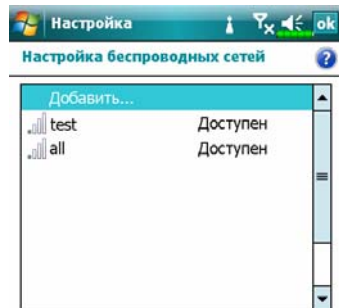 Настройка ok
Настройка беспроводных сетей ?
Добавить...
test Доступен
all Доступен